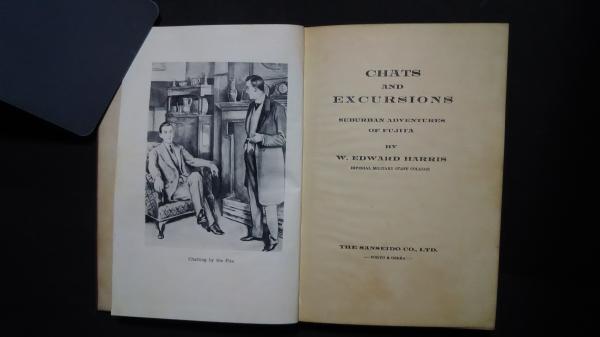 Chatting by the Fire
CHATS
AND
EXCURSIONS
SUBURBAN ADVENTURES
OF FUJITA
BY
W. EDWARD HARRIS
IMPERIAL MILITARY STAFF COLLEGE
THE SANSEIDO CO., LTD.
— TOKYO & OSAKA —